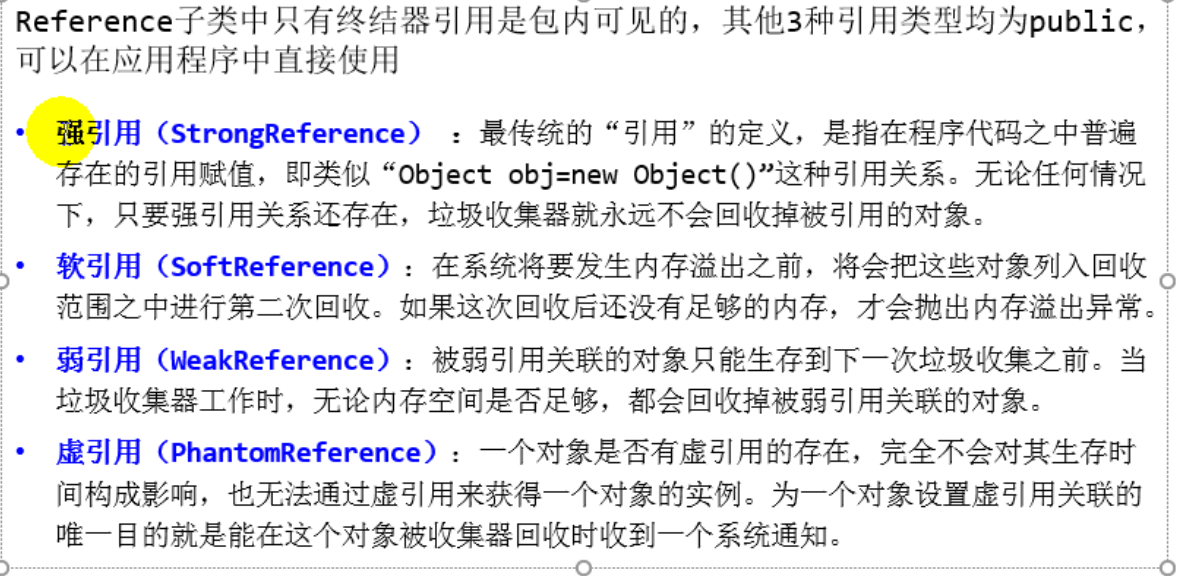 Reference子类中只有终结器引用是包内可见的，其他3种引用类型均为public，
可以在应用程序中直接使用
• 强引用（StrongReference） ：最传统的“引用”的定义，是指在程序代码之中普遍
存在的引用赋值，即类似“Object obj=new Object()”这种引用关系。无论任何情况
下，只要强引用关系还存在，垃圾收集器就永远不会回收掉被引用的对象。
• 软引用（SoftReference）：在系统将要发生内存溢出之前，将会把这些对象列入回收
范围之中进行第二次回收。如果这次回收后还没有足够的内存，才会抛出内存溢出异常。
• 弱引用（WeakReference）：被弱引用关联的对象只能生存到下一次垃圾收集之前。当
垃圾收集器工作时，无论内存空间是否足够，都会回收掉被弱引用关联的对象。
• 虚引用（PhantomReference）：一个对象是否有虚引用的存在，完全不会对其生存时
间构成影响，也无法通过虚引用来获得一个对象的实例。为一个对象设置虚引用关联的
唯一目的就是能在这个对象被收集器回收时收到一个系统通知。